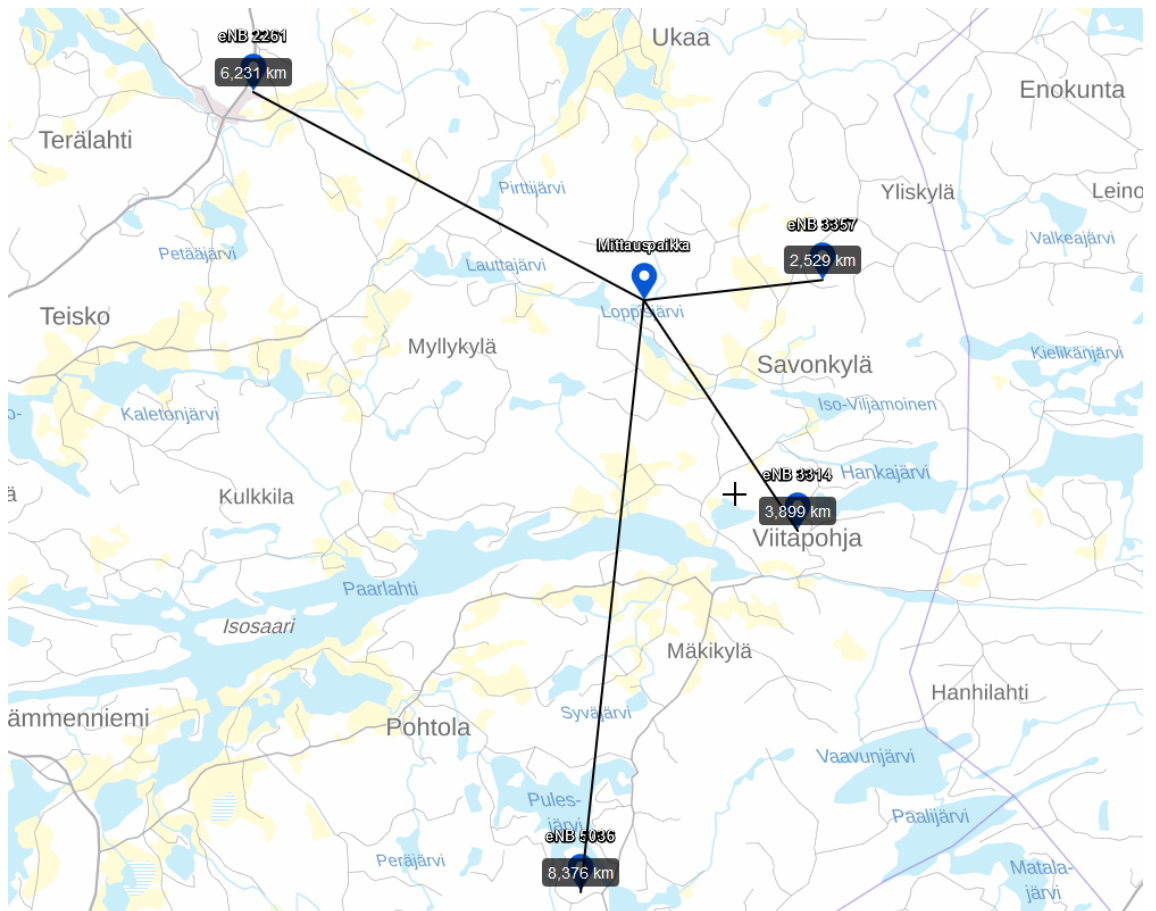 eNB 2261
Ukaa
6,231 km
Enokunta
Terälahti
Pirttijärvi
Yliskylä
Leino
eNB 3357
Valkeajärvi
Mittauspaikka
Petääjärvi
2,529 km
Lauttajärvi
Loppisjärvi
Teisko
Myllykylä
Kielikänjärvi
Savonkylä
o-
Kaletonjärvi
Iso-Viljamoinen
eNB 3314
Hankajärvi
ä
Kulkkila
3,899 km
Viitapohja
Paarlahti
Isosaari
Mäkikylä
Hanhilahti
ämmenniemi
Syväjärvi
Pohtola
Vaavunjärvi
Pules-
järvi
Paalijärvi
eNB 5036
Peräjärvi
8,376 km
Matala-
järvi